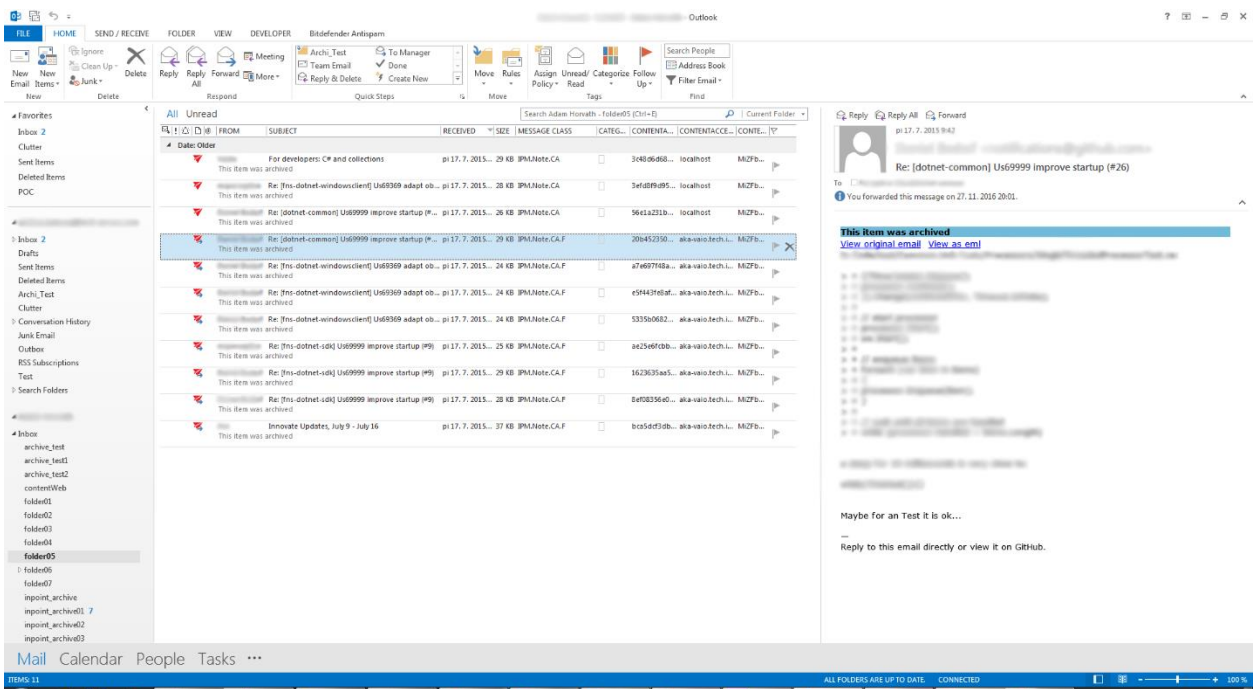 - Outlook
FILE HOME SEND / RECEIVE FOLDER VIEW DEVELOPER Bitdefender Antispam
New Email
New Items
Ignore
Clean Up
Junk
Delete
Reply
Reply All
Forward
Meeting
More
Archi_Test
Team Email
Reply & Delete
To Manager
Done
Create New
Move
Rules
Assign Policy
Unread/ Read
Categorize
Follow Up
Search People
Address Book
Filter Email
New Delete Respond Quick Steps Move Tags Find
Favorites
Inbox 2
Clutter
Sent Items
Deleted Items
POC
Inbox 2
Drafts
Sent Items
Deleted Items
Archi_Test
Clutter
Conversation History
Junk Email
Outbox
RSS Subscriptions
Test
Search Folders
Inbox
archive_test
archive_test1
archive_test2
contentWeb
folder01
folder02
folder03
folder04
folder05
folder06
folder07
inpoint_archive
inpoint_archive01 7
inpoint_archive02
inpoint_archive03
All Unread
Search Adam Horvath - folder05 (Ctrl+E) Current Folder
FROM SUBJECT RECEIVED SIZE MESSAGE CLASS CATEG... CONTENTA... CONTENTACCE... CONTE...
Date: Older
For developers: C# and collections pi 17. 7. 2015... 29 KB IPM.Note.CA 3c48d6d68... localhost MiZFb...
This item was archived
Re: [fns-dotnet-windowsclient] Us69369 adapt ob... pi 17. 7. 2015... 28 KB IPM.Note.CA 3efd8f9d95... localhost MiZFb...
This item was archived
Re: [dotnet-common] Us69999 improve startup (#... pi 17. 7. 2015... 26 KB IPM.Note.CA 56e1a231b... localhost MiZFb...
This item was archived
Re: [dotnet-common] Us69999 improve startup (#... pi 17. 7. 2015... 29 KB IPM.Note.CA.F 20b452350... aka-vaio.tech.i... MiZFb...
This item was archived
Re: [fns-dotnet-windowsclient] Us69369 adapt ob... pi 17. 7. 2015... 24 KB IPM.Note.CA.F a7e697f48a... aka-vaio.tech.i... MiZFb...
This item was archived
Re: [fns-dotnet-windowsclient] Us69369 adapt ob... pi 17. 7. 2015... 24 KB IPM.Note.CA.F e5f443fe8af... aka-vaio.tech.i... MiZFb...
This item was archived
Re: [fns-dotnet-windowsclient] Us69369 adapt ob... pi 17. 7. 2015... 24 KB IPM.Note.CA.F 5335b0682... aka-vaio.tech.i... MiZFb...
This item was archived
Re: [fns-dotnet-sdk] Us69999 improve startup (#9) pi 17. 7. 2015... 25 KB IPM.Note.CA.F ae25e6fcbb... aka-vaio.tech.i... MiZFb...
This item was archived
Re: [fns-dotnet-sdk] Us69999 improve startup (#9) pi 17. 7. 2015... 29 KB IPM.Note.CA.F 1623635aa5... aka-vaio.tech.i... MiZFb...
This item was archived
Re: [fns-dotnet-sdk] Us69999 improve startup (#9) pi 17. 7. 2015... 28 KB IPM.Note.CA.F 8ef08356e0... aka-vaio.tech.i... MiZFb...
This item was archived
Innovate Updates, July 9 - July 16 pi 17. 7. 2015... 37 KB IPM.Note.CA.F bca5dcf3db... aka-vaio.tech.i... MiZFb...
This item was archived
Reply Reply All Forward
pi 17. 7. 2015 9:42
Re: [dotnet-common] Us69999 improve startup (#26)
To
You forwarded this message on 27. 11. 2016 20:01.
This item was archived
View original email View as eml
Maybe for an Test it is ok...
—
Reply to this email directly or view it on GitHub.
Mail Calendar People Tasks •••
ITEMS: 11 ALL FOLDERS ARE UP TO DATE. CONNECTED 100 %